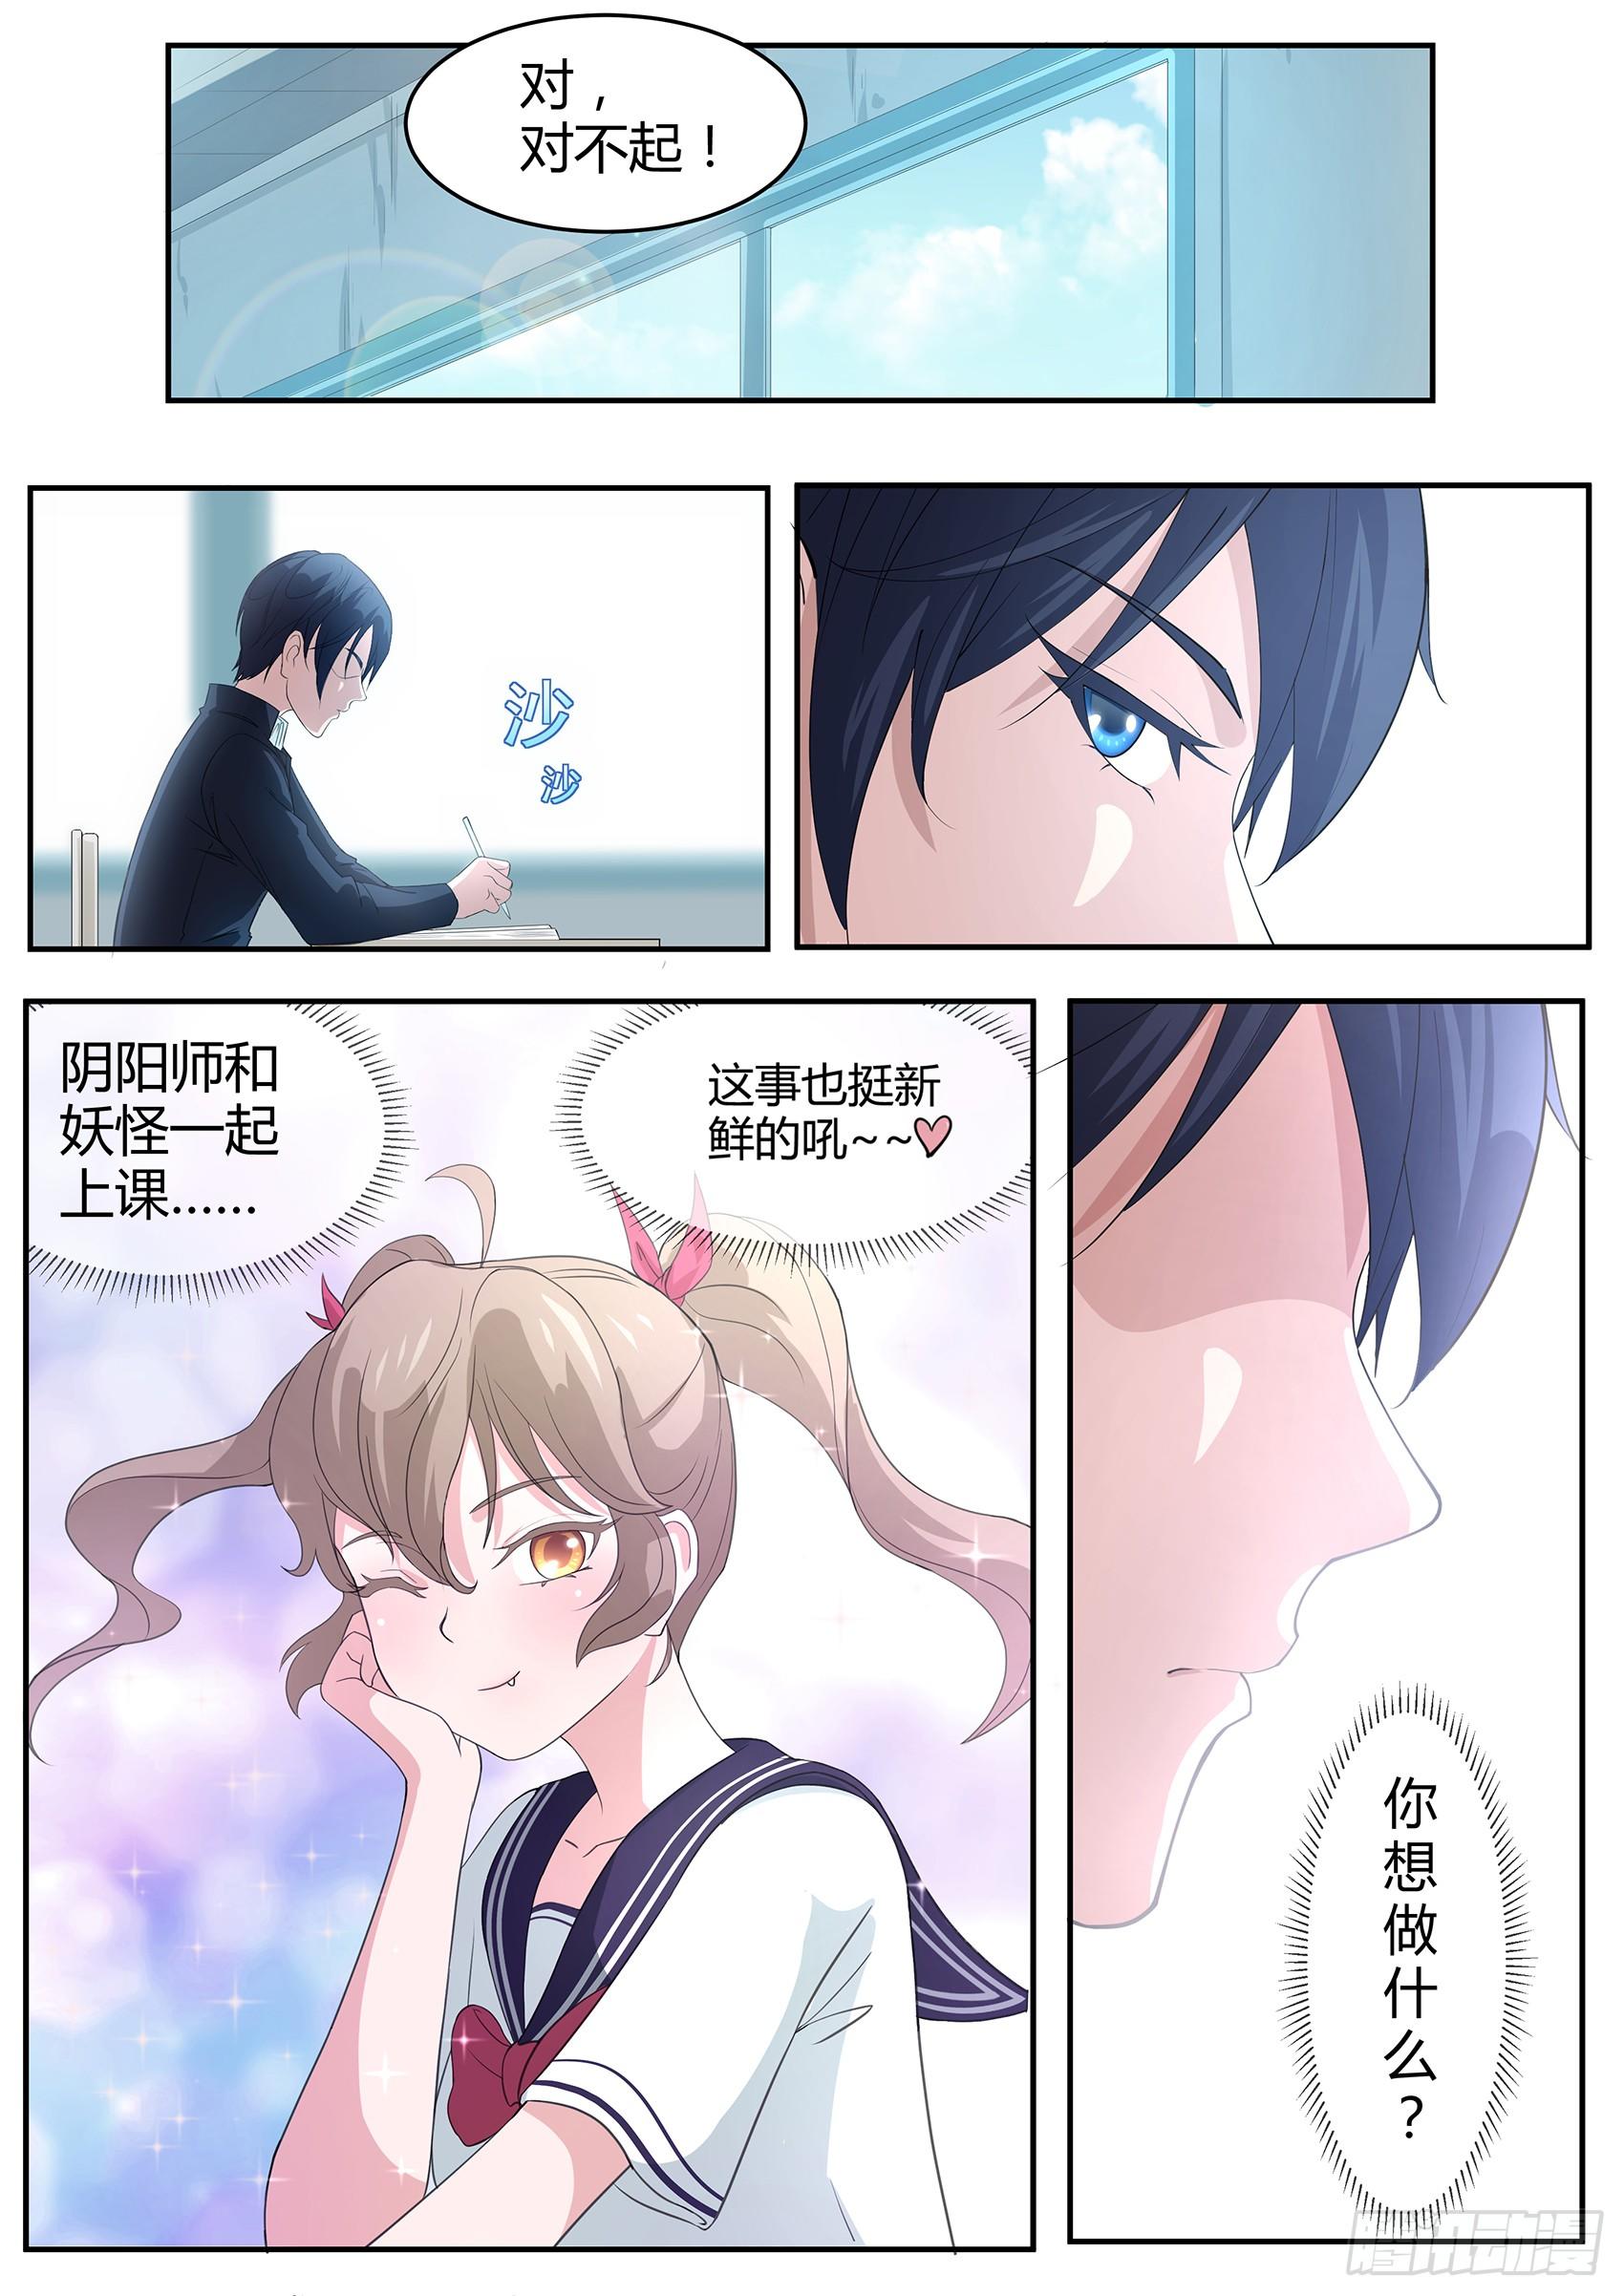 对，
对不起！
沙
沙
阴阳师和
妖怪一起
上课……
这事也挺新
鲜的吼~~
你想做什么？
腾讯动漫